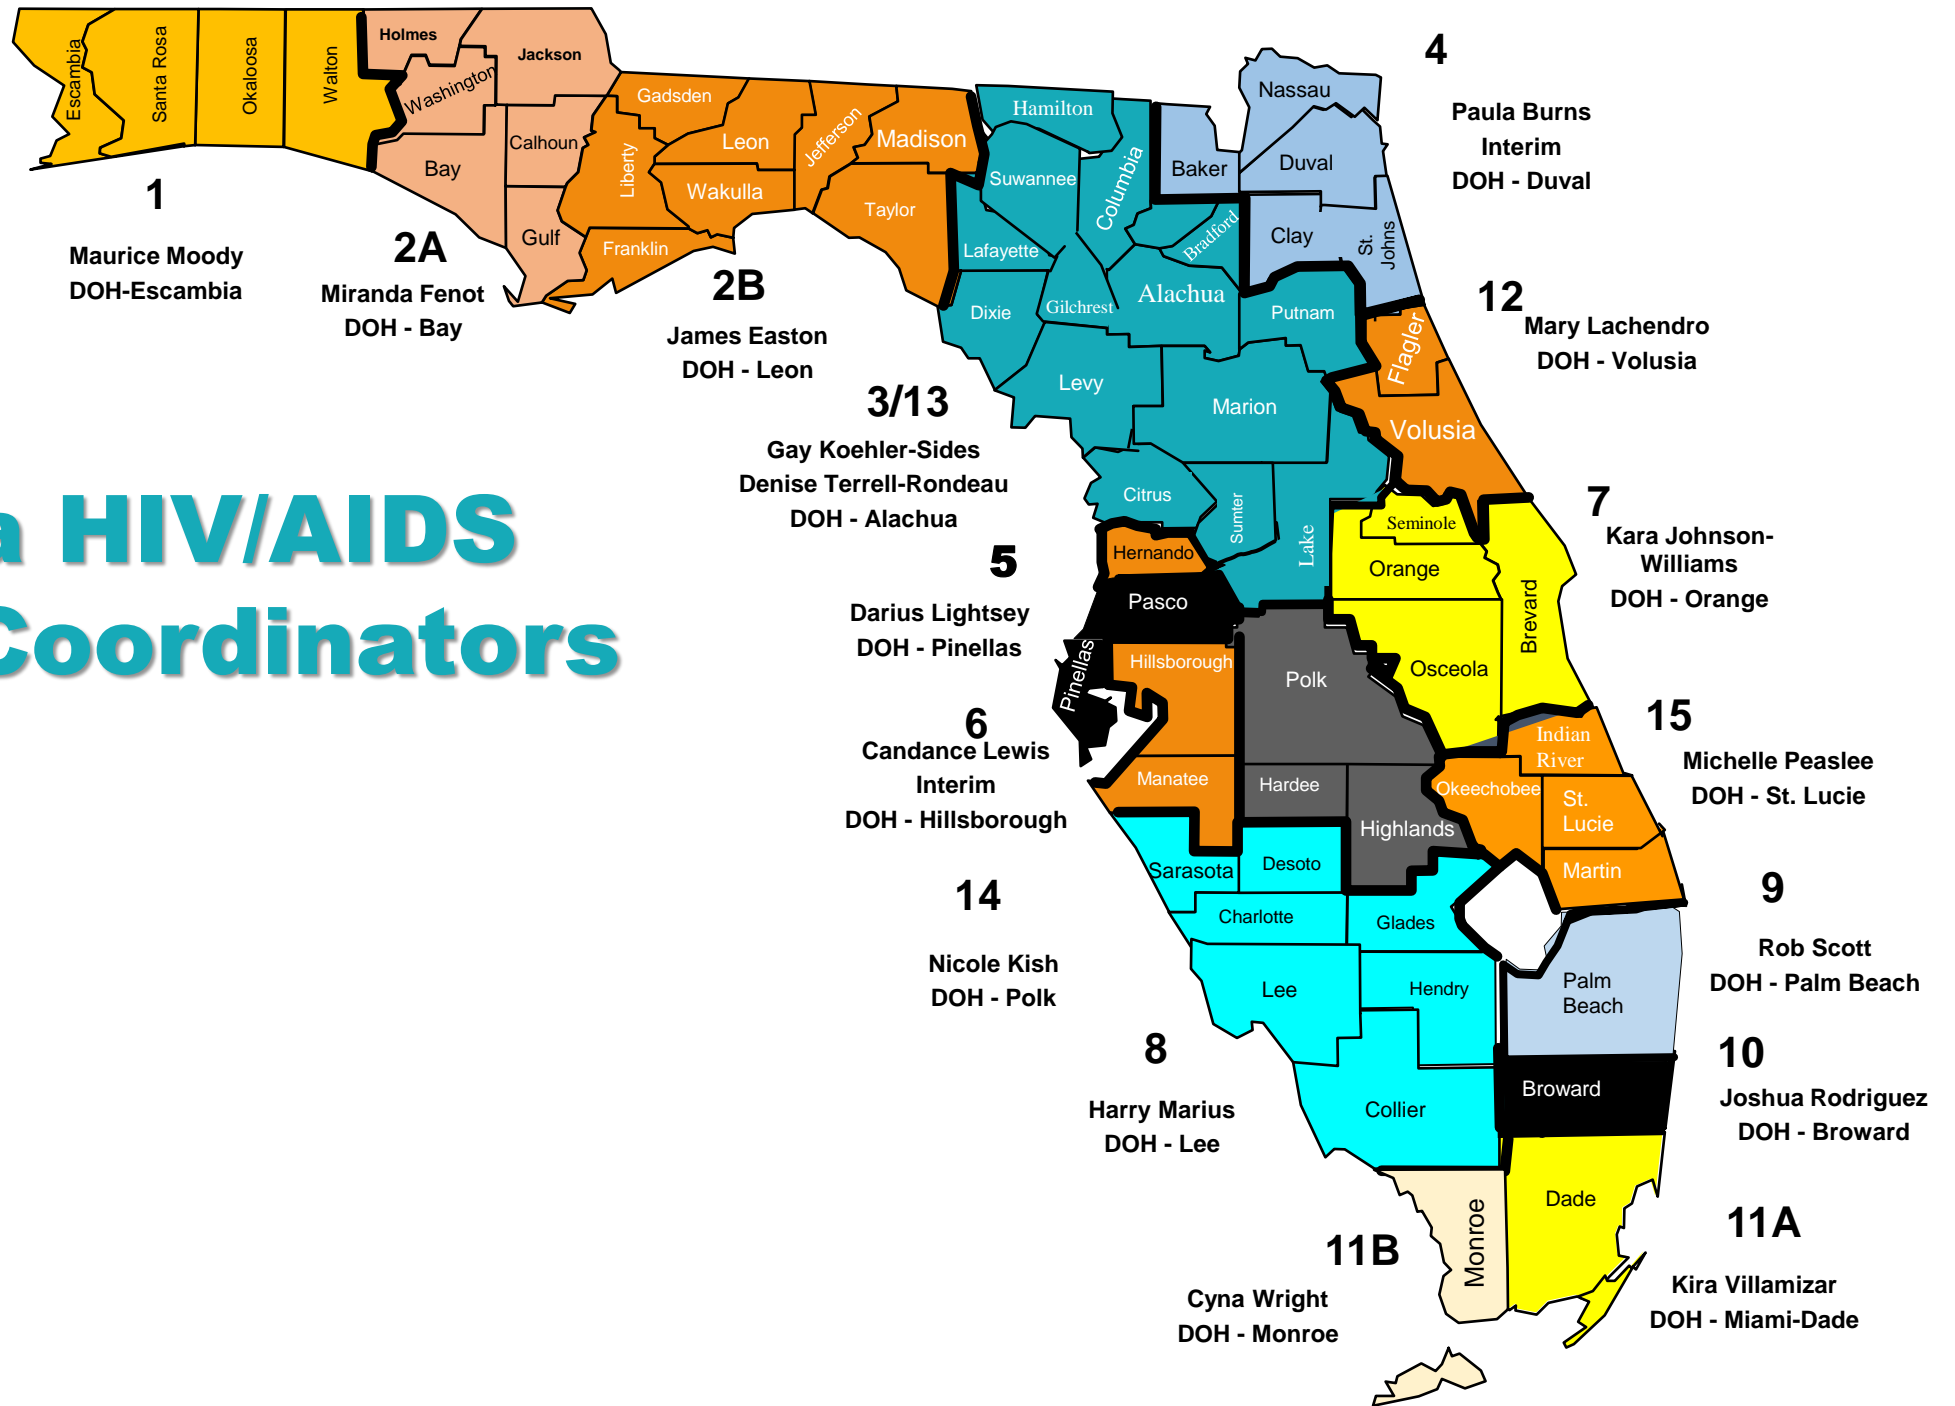 Escambia
Santa Rosa
Okaloosa
Walton
Holmes
Jackson
Washington
Bay
Calhoun
Gulf
Gadsden
Liberty
Leon
Wakulla
Franklin
Jefferson
Madison
Taylor
Hamilton
Suwannee
Columbia
Lafayette
Dixie
Gilchrest
Bradford
Alachua
Levy
Marion
Putnam
Citrus
Sumter
Lake
Baker
Nassau
Duval
Clay
St.
Johns
Flagler
Volusia
Seminole
Orange
Osceola
Brevard
Hernando
Pasco
Pinellas
Hillsborough
Manatee
Polk
Hardee
Highlands
Indian
River
Okeechobee
St.
Lucie
Martin
Sarasota
Desoto
Charlotte
Glades
Lee
Hendry
Collier
Palm
Beach
Broward
Dade
Monroe
1
Maurice Moody
DOH-Escambia
2A
Miranda Fenot
DOH - Bay
2B
James Easton
DOH - Leon
3/13
Gay Koehler-Sides
Denise Terrell-Rondeau
DOH - Alachua
4
Paula Burns
Interim
DOH - Duval
12
Mary Lachendro
DOH - Volusia
a HIV/AIDS
Coordinators
5
Darius Lightsey
DOH - Pinellas
7
Kara Johnson-
Williams
DOH - Orange
6
Candance Lewis
Interim
DOH - Hillsborough
15
Michelle Peaslee
DOH - St. Lucie
14
Nicole Kish
DOH - Polk
9
Rob Scott
DOH - Palm Beach
8
Harry Marius
DOH - Lee
10
Joshua Rodriguez
DOH - Broward
11B
Cyna Wright
DOH - Monroe
11A
Kira Villamizar
DOH - Miami-Dade